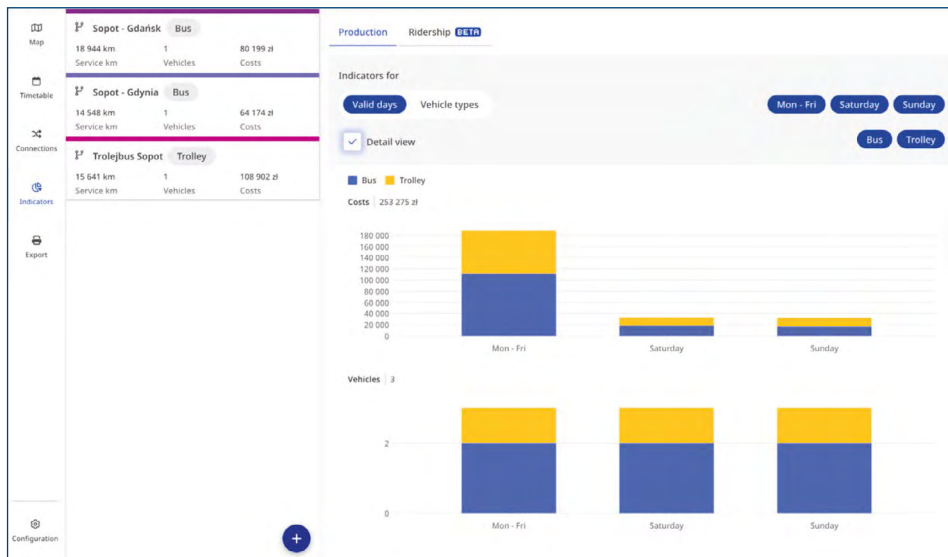 Map
Timetable
Connections
Indicators
Export
Configuration
Sopot - Gdańsk Bus
18 944 km 1 80 199 zł
Service km Vehicles Costs
Sopot - Gdynia Bus
14 548 km 1 64 174 zł
Service km Vehicles Costs
Trolejbus Sopot Trolley
15 641 km 1 108 902 zł
Service km Vehicles Costs
+
Production Ridership BETA
Indicators for
Valid days Vehicle types Mon - Fri Saturday Sunday
Detail view Bus Trolley
Bus Trolley
Costs 253 275 zł
180 000
160 000
140 000
120 000
100 000
80 000
60 000
40 000
20 000
0
Mon - Fri Saturday Sunday
Vehicles 3
2
0
Mon - Fri Saturday Sunday